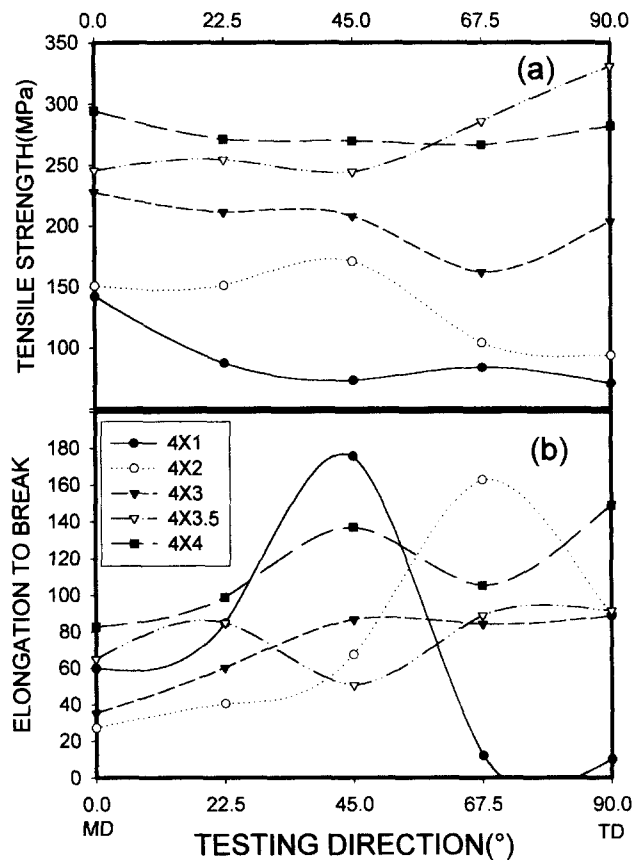 0.0 22.5 45.0 67.5 90.0
(a)
350
300
250
200
150
100
TENSILE STRENGTH(MPa)
(b)
4X1
4X2
4X3
4X3.5
4X4
180
160
140
120
100
80
60
40
20
0
ELONGATION TO BREAK
0.0 22.5 45.0 67.5 90.0
MD TD
TESTING DIRECTION(°)